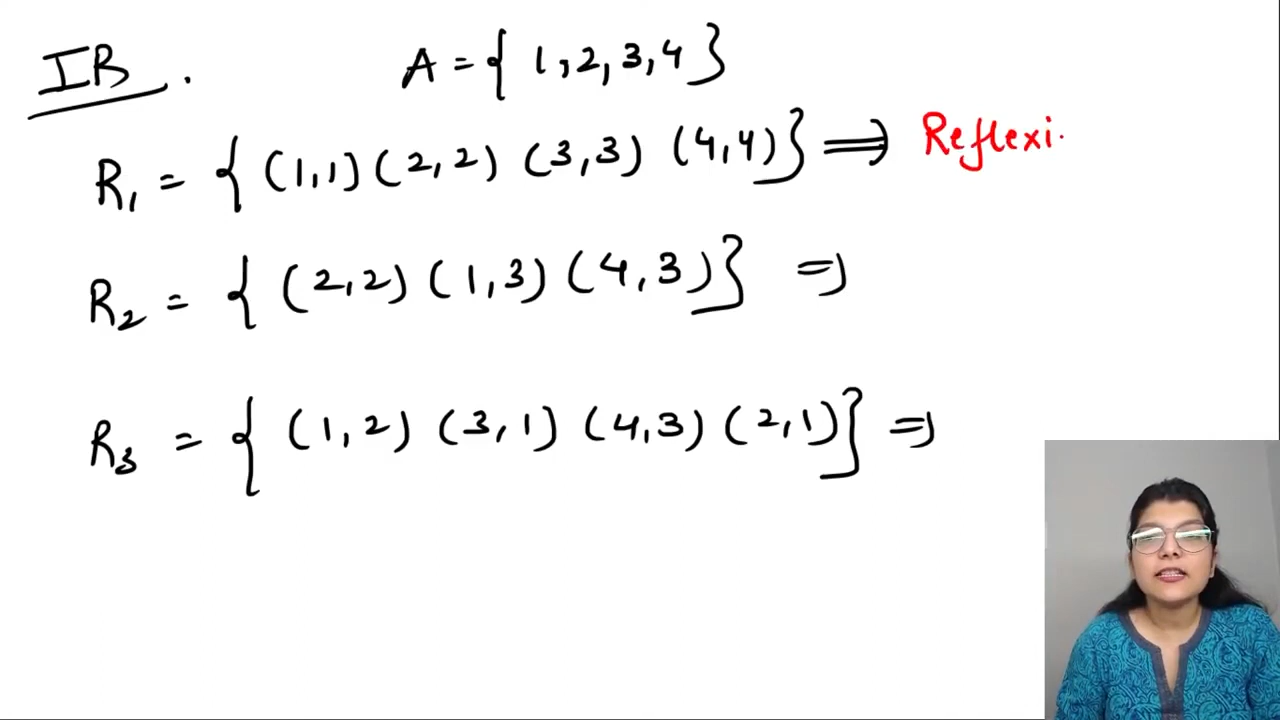 IB.
A = { 1, 2, 3, 4 }
R1 = { (1,1) (2,2) (3,3) (4,4) } ⟹ Reflexi
R2 = { (2,2) (1,3) (4,3) } ⇒
R3 = { (1,2) (3,1) (4,3) (2,1) } ⇒